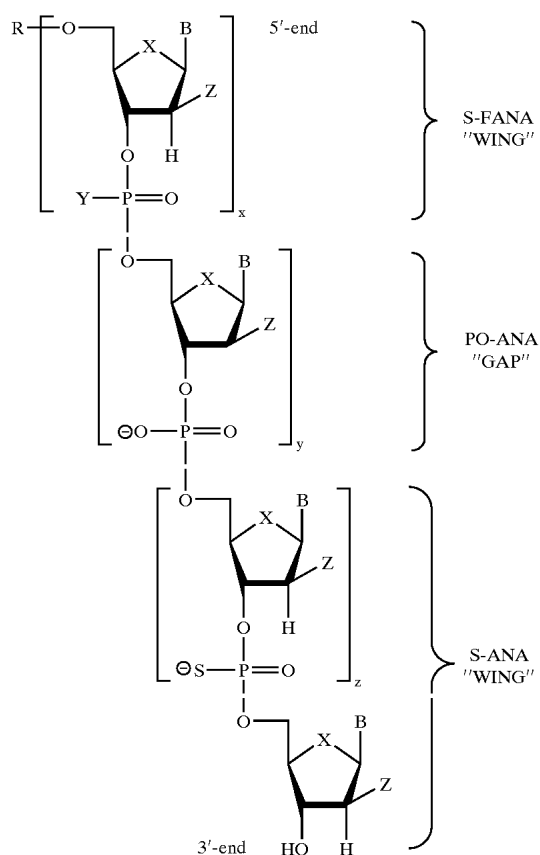 R
O
X
B
5′-end
Z
O
H
Y
P
O
x
S-FANA
"WING"
O
B
X
Z
O
⊖O
P
O
y
PO-ANA
"GAP"
O
B
X
Z
O
H
⊖S
P
O
z
S-ANA
"WING"
O
B
X
Z
3′-end
HO
H